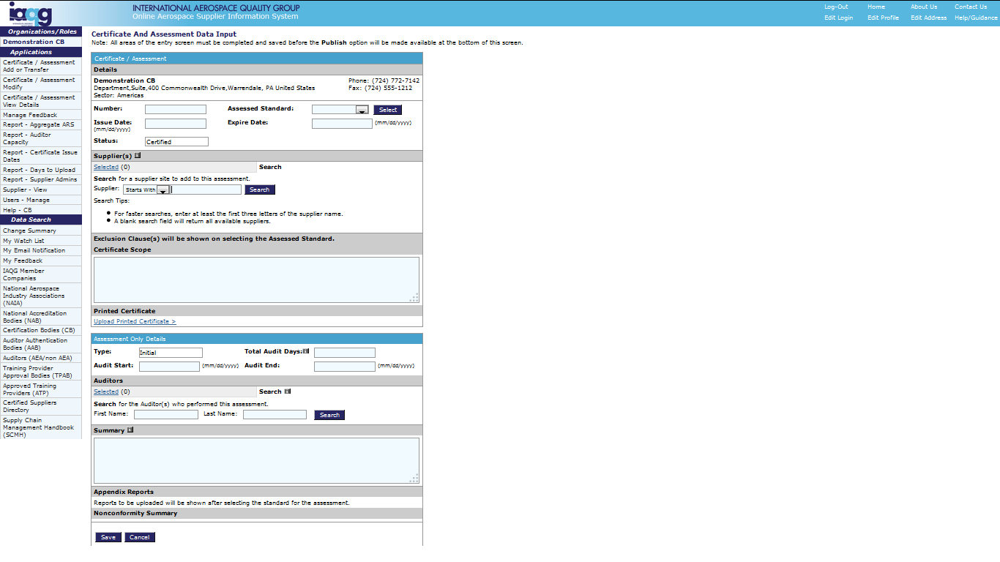 iaqg
INTERNATIONAL AEROSPACE QUALITY GROUP
Online Aerospace Supplier Information System
Log-Out Home About Us Contact Us
Edit Login Edit Profile Edit Address Help/Guidance
Organizations/Roles
Demonstration CB
Applications
Certificate / Assessment
Add or Transfer
Certificate / Assessment
Modify
Certificate / Assessment
View Details
Manage Feedback
Report - Aggregate ARS
Report - Auditor
Capacity
Report - Certificate Issue
Dates
Report - Days to Upload
Report - Supplier Admins
Supplier - View
Users - Manage
Help - CB
Data Search
Change Summary
My Watch List
My Email Notification
My Feedback
IAQG Member
Companies
National Aerospace
Industry Associations
(NAIA)
National Accreditation
Bodies (NAB)
Certification Bodies (CB)
Auditor Authentication
Bodies (AAB)
Auditors (AEA/non AEA)
Training Provider
Approval Bodies (TPAB)
Approved Training
Providers (ATP)
Certified Suppliers
Directory
Supply Chain
Management Handbook
(SCMH)
Certificate And Assessment Data Input
Note: All areas of the entry screen must be completed and saved before the Publish option will be made available at the bottom of this screen.
Certificate / Assessment
Details
Demonstration CB Phone: (724) 772-7142
Department,Suite,400 Commonwealth Drive,Warrendale, PA United States Fax: (724) 555-1212
Sector: Americas
Number: Assessed Standard: Select
Issue Date: Expire Date: (mm/dd/yyyy)
(mm/dd/yyyy)
Status: Certified
Supplier(s)
Selected (0) Search
Search for a supplier site to add to this assessment.
Supplier: Starts With Search
Search Tips:
• For faster searches, enter at least the first three letters of the supplier name.
• A blank search field will return all available suppliers.
Exclusion Clause(s) will be shown on selecting the Assessed Standard.
Certificate Scope
Printed Certificate
Upload Printed Certificate >
Assessment Only Details
Type: Initial Total Audit Days:
Audit Start: (mm/dd/yyyy) Audit End: (mm/dd/yyyy)
Auditors
Selected (0) Search
Search for the Auditor(s) who performed this assessment.
First Name: Last Name: Search
Summary
Appendix Reports
Reports to be uploaded will be shown after selecting the standard for the assessment.
Nonconformity Summary
Save Cancel